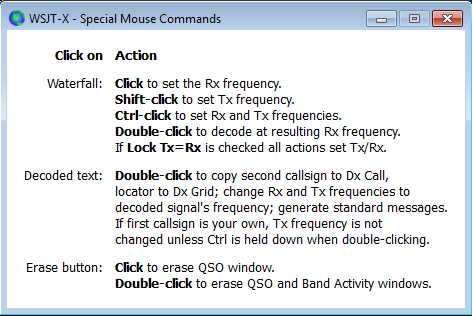 WSJT-X - Special Mouse Commands
Click on Action
Waterfall: Click to set the Rx frequency.
Shift-click to set Tx frequency.
Ctrl-click to set Rx and Tx frequencies.
Double-click to decode at resulting Rx frequency.
If Lock Tx=Rx is checked all actions set Tx/Rx.
Decoded text: Double-click to copy second callsign to Dx Call,
locator to Dx Grid; change Rx and Tx frequencies to
decoded signal's frequency; generate standard messages.
If first callsign is your own, Tx frequency is not
changed unless Ctrl is held down when double-clicking.
Erase button: Click to erase QSO window.
Double-click to erase QSO and Band Activity windows.